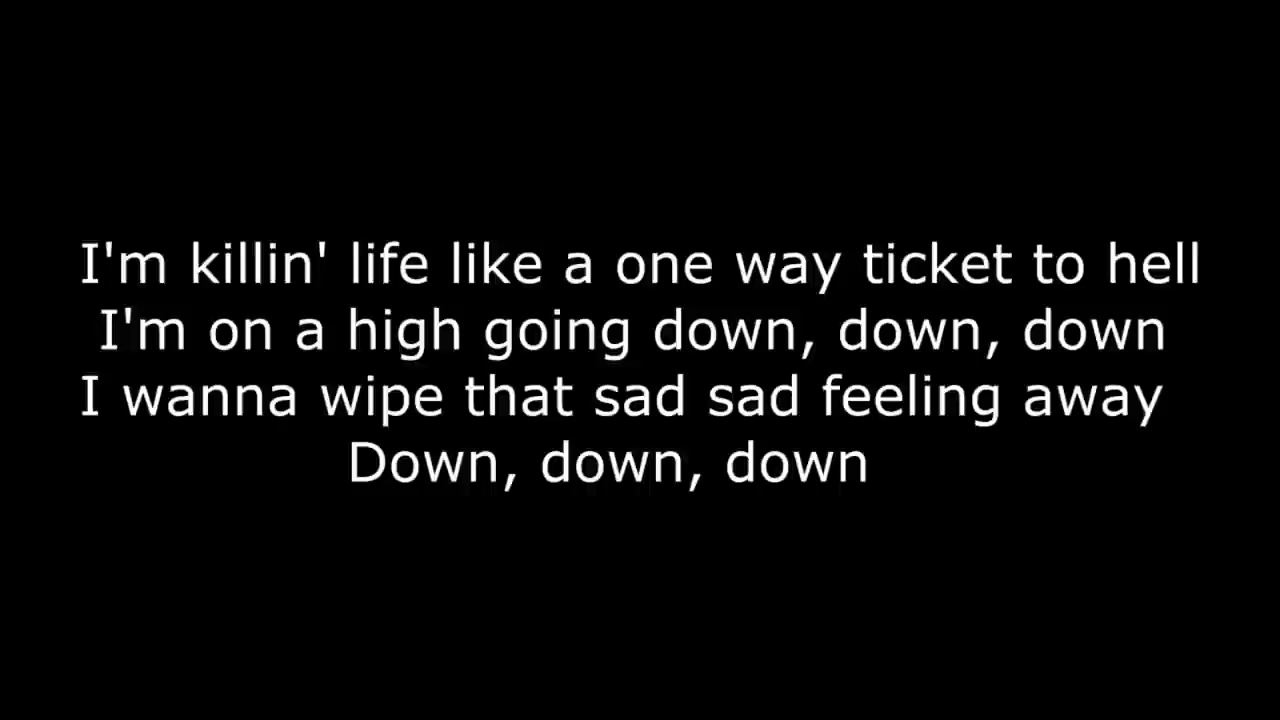 I'm killin' life like a one way ticket to hell
I'm on a high going down, down, down
I wanna wipe that sad sad feeling away
Down, down, down